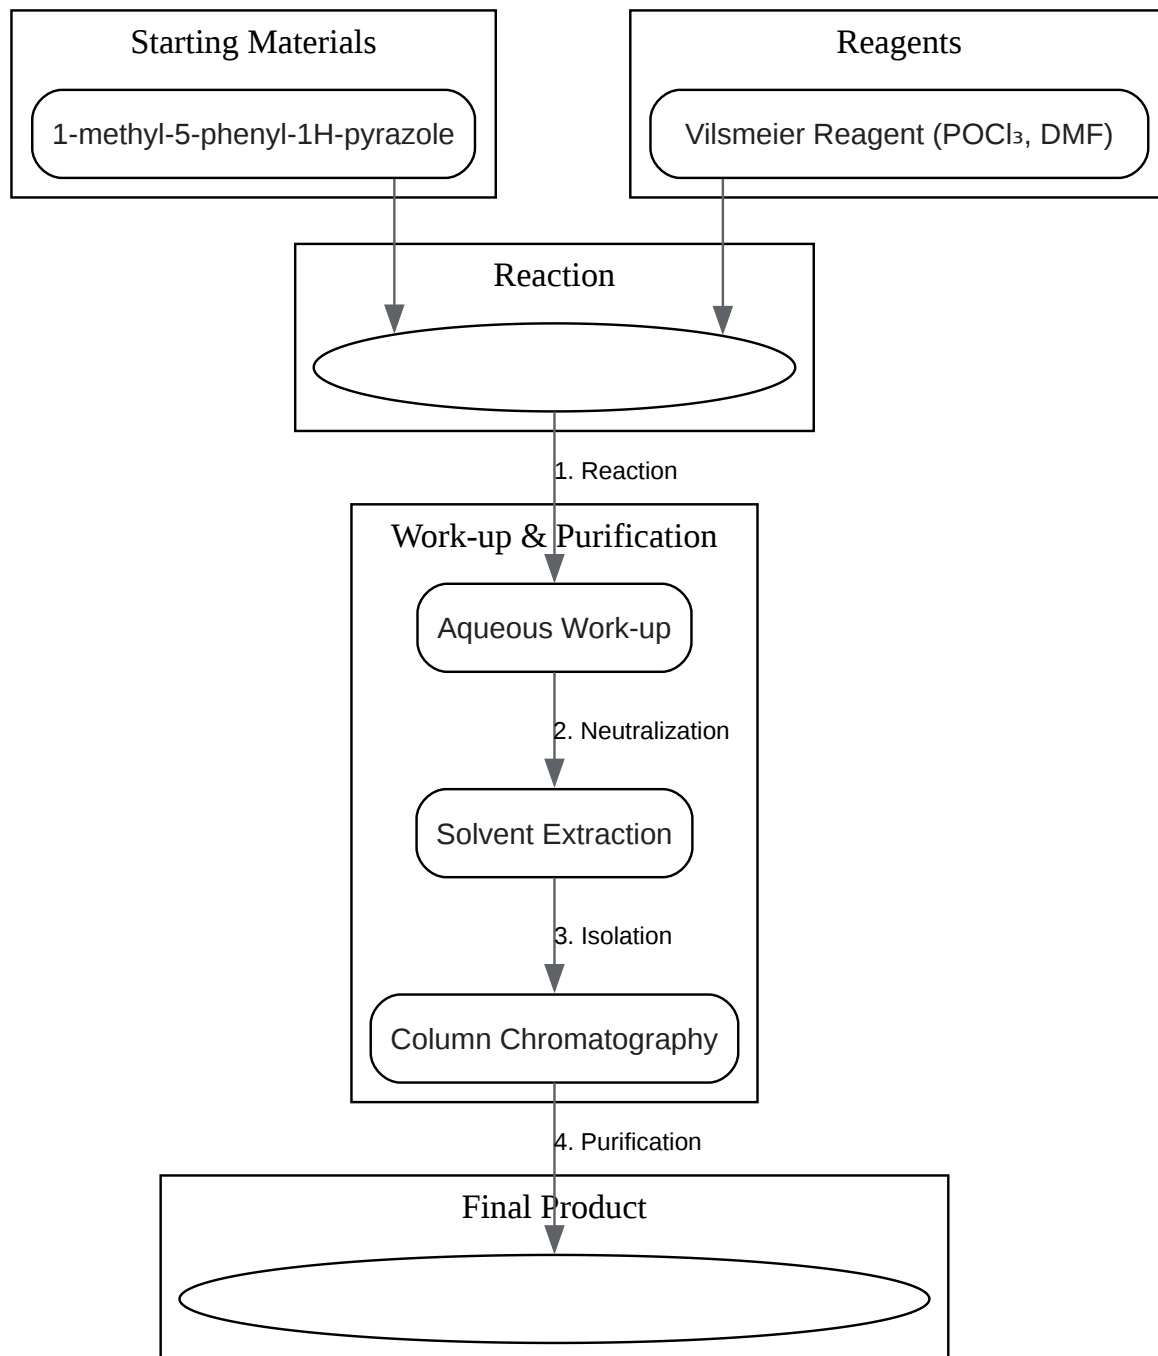 Starting Materials
Reagents
1-methyl-5-phenyl-1H-pyrazole
Vilsmeier Reagent (POCl₃, DMF)
Reaction
1. Reaction
Work-up & Purification
Aqueous Work-up
2. Neutralization
Solvent Extraction
3. Isolation
Column Chromatography
4. Purification
Final Product